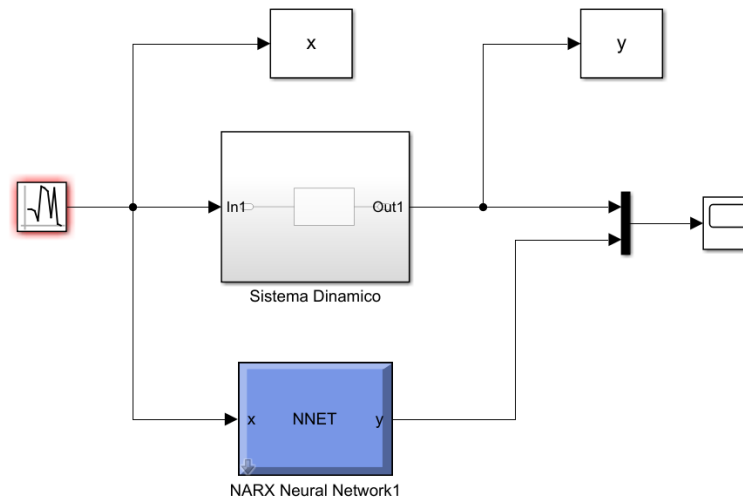 x
y
In1
Out1
Sistema Dinamico
x
NNET
y
NARX Neural Network1